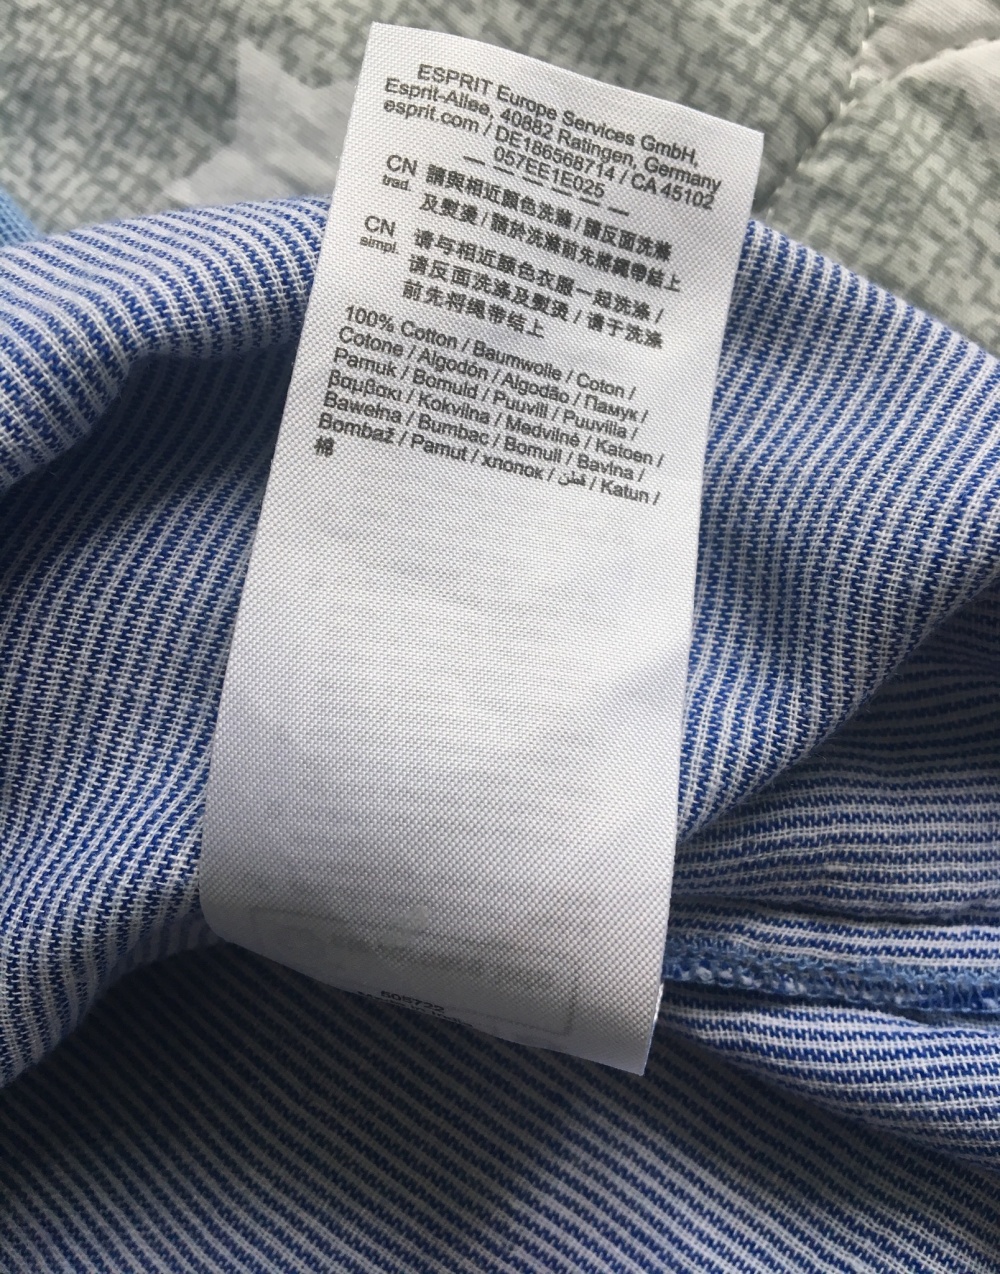 ESPRIT Europe Services GmbH,
Esprit-Allee, 40882 Ratingen, Germany
esprit.com / DE186568714 / CA 45102
057EE1E025
CN trad. 請與相近顏色洗滌/請反面洗滌
及熨燙/請於洗滌前先將繩帶結上
CN simpl. 请与相近颜色衣服一起洗涤/
请反面洗涤及熨烫/请于洗涤
前先将绳带结上
100% Cotton / Baumwolle / Coton /
Cotone / Algodón / Algodão / Памук /
Pamuk / Bomuld / Puuvill / Puuvilla /
Βαμβακι / Kokvilna / Medvilnė / Katoen /
Bawełna / Bumbac / Bomull / Bavlna /
Bombaž / Pamut / хлопок / قطن / Katun /
棉
505722